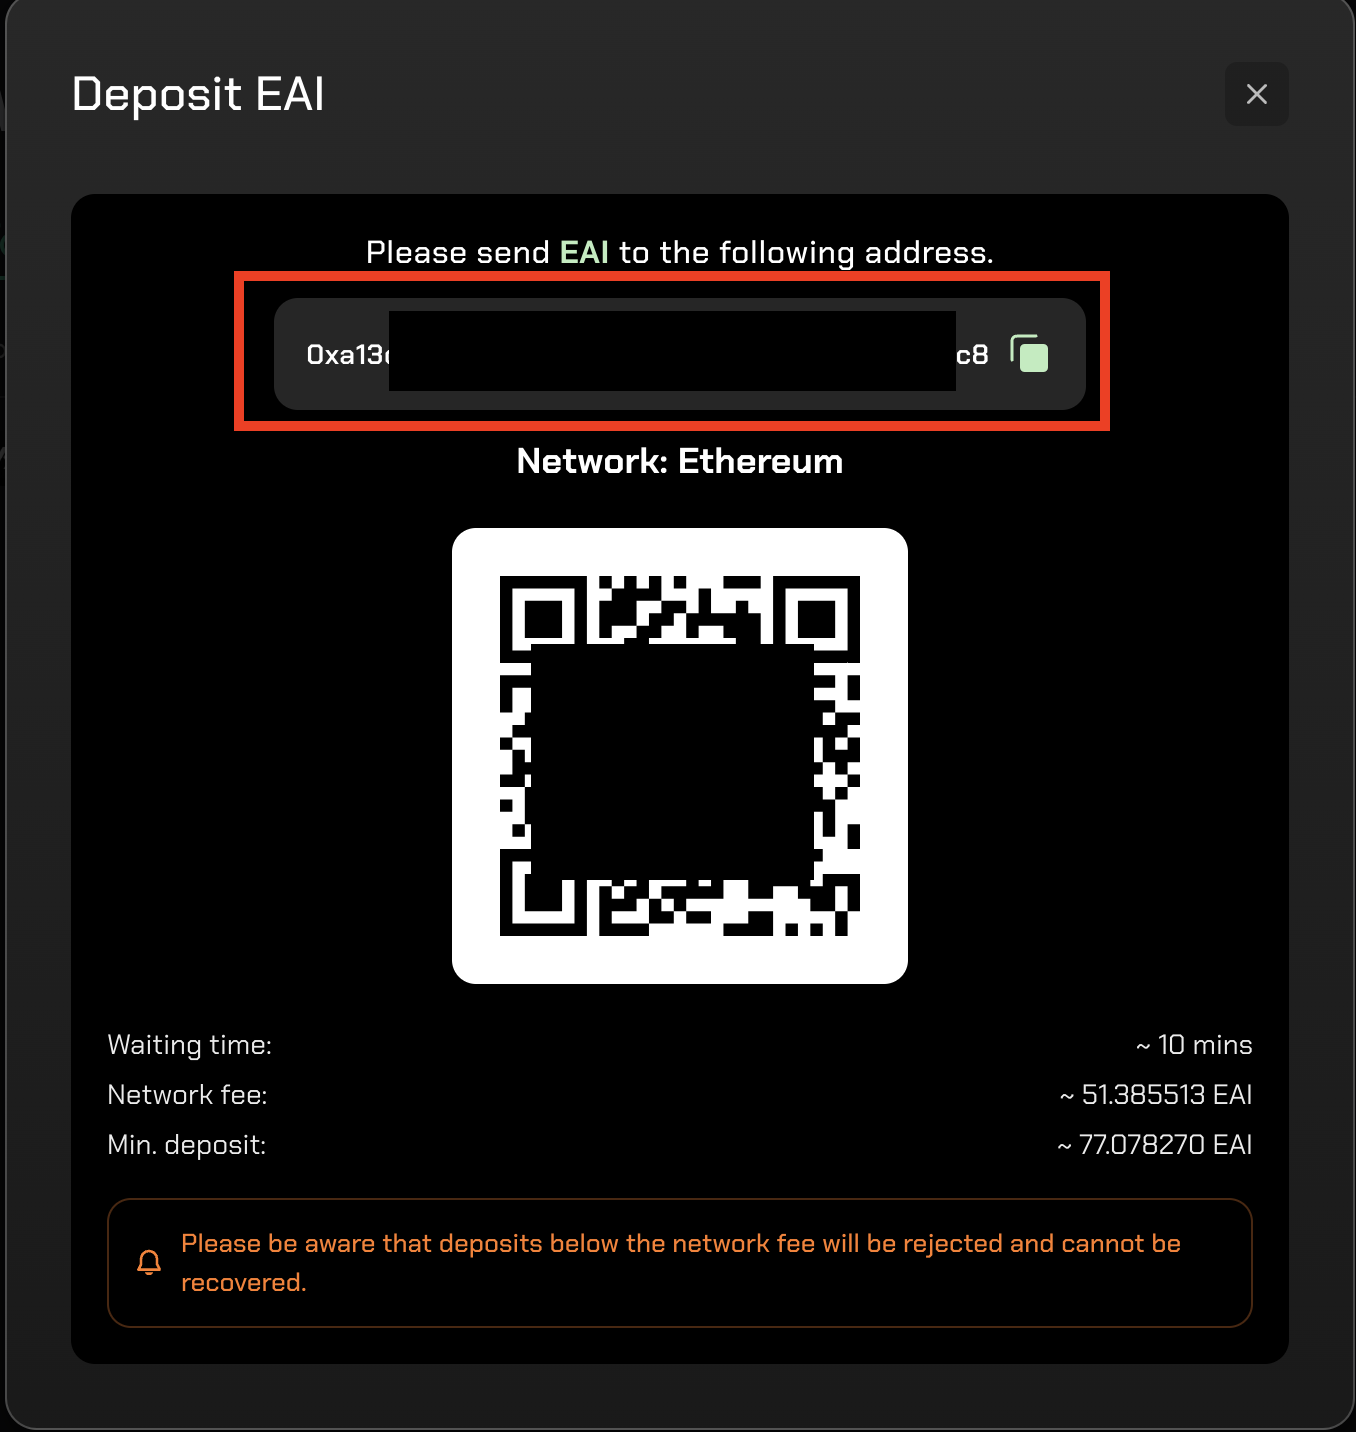 Deposit EAI
Please send EAI to the following address.
0xa13 c8
Network: Ethereum
Waiting time: ~ 10 mins
Network fee: ~ 51.385513 EAI
Min. deposit: ~ 77.078270 EAI
Please be aware that deposits below the network fee will be rejected and cannot be
recovered.